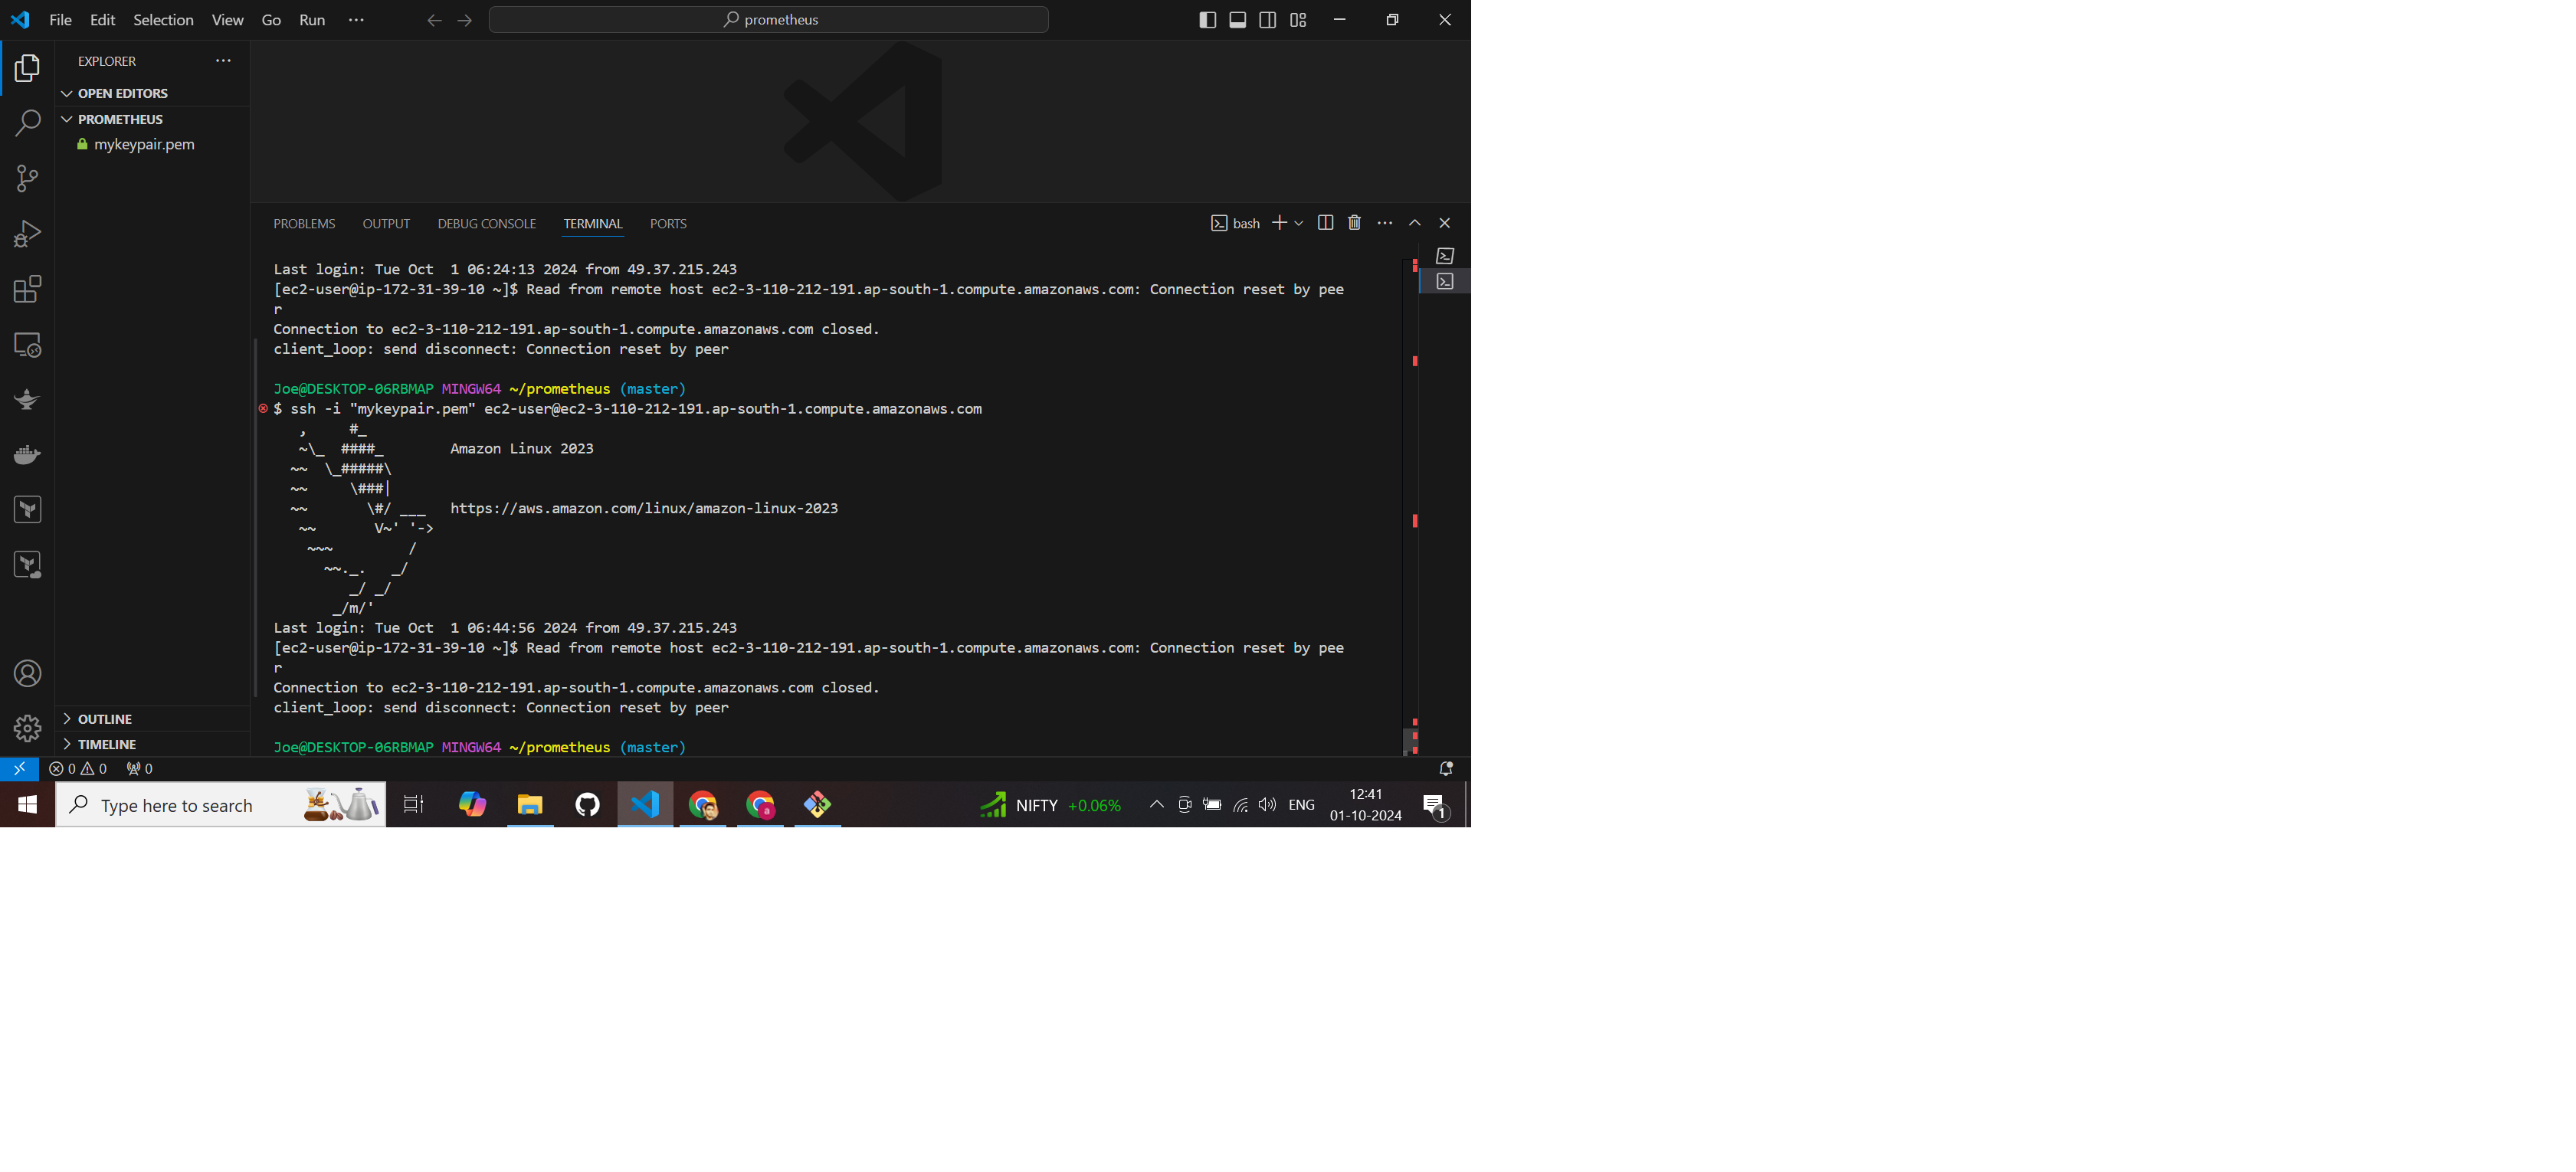 File Edit Selection View Go Run ··· prometheus
EXPLORER
OPEN EDITORS
PROMETHEUS
mykeypair.pem
PROBLEMS OUTPUT DEBUG CONSOLE TERMINAL PORTS bash
Last login: Tue Oct  1 06:24:13 2024 from 49.37.215.243
[ec2-user@ip-172-31-39-10 ~]$ Read from remote host ec2-3-110-212-191.ap-south-1.compute.amazonaws.com: Connection reset by pee
r
Connection to ec2-3-110-212-191.ap-south-1.compute.amazonaws.com closed.
client_loop: send disconnect: Connection reset by peer
Joe@DESKTOP-06RBMAP MINGW64 ~/prometheus (master)
$ ssh -i "mykeypair.pem" ec2-user@ec2-3-110-212-191.ap-south-1.compute.amazonaws.com
   ,     #_
   ~\_  ####_        Amazon Linux 2023
  ~~  \_#####\
  ~~     \###|
  ~~       \#/ ___   https://aws.amazon.com/linux/amazon-linux-2023
   ~~       V~' '->
    ~~~         /
      ~~._.   _/
         _/ _/
       _/m/'
Last login: Tue Oct  1 06:44:56 2024 from 49.37.215.243
[ec2-user@ip-172-31-39-10 ~]$ Read from remote host ec2-3-110-212-191.ap-south-1.compute.amazonaws.com: Connection reset by pee
r
Connection to ec2-3-110-212-191.ap-south-1.compute.amazonaws.com closed.
client_loop: send disconnect: Connection reset by peer
Joe@DESKTOP-06RBMAP MINGW64 ~/prometheus (master)
OUTLINE
TIMELINE
0 0 0
Type here to search NIFTY +0.06% ENG 12:41
01-10-2024 1